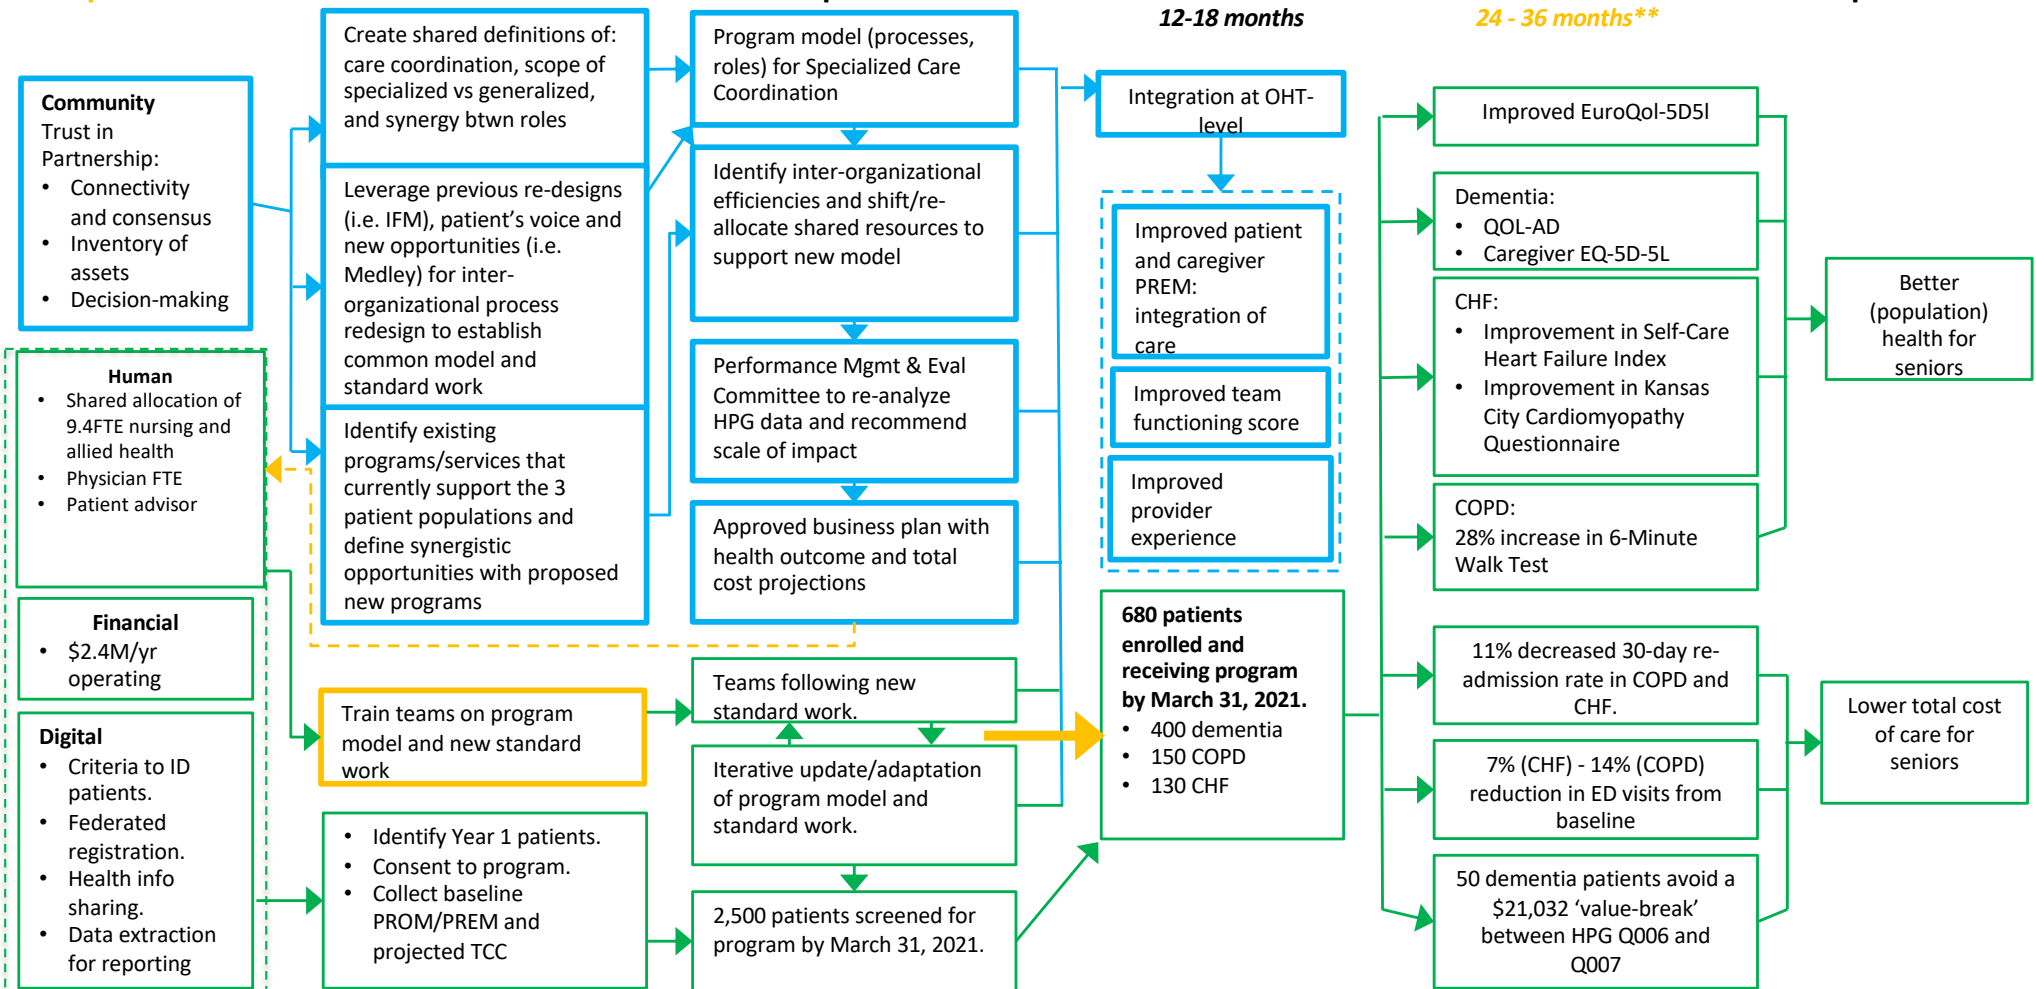 12-18 months
24 - 36 months**
Community
Trust in
Partnership:
• Connectivity
and consensus
• Inventory of
assets
• Decision-making
Human
• Shared allocation of
9.4FTE nursing and
allied health
• Physician FTE
• Patient advisor
Financial
• $2.4M/yr
operating
Digital
• Criteria to ID
patients.
• Federated
registration.
• Health info
sharing.
• Data extraction
for reporting
Create shared definitions of:
care coordination, scope of
specialized vs generalized,
and synergy btwn roles
Leverage previous re-designs
(i.e. IFM), patient’s voice and
new opportunities (i.e.
Medley) for inter-
organizational process
redesign to establish
common model and
standard work
Identify existing
programs/services that
currently support the 3
patient populations and
define synergistic
opportunities with proposed
new programs
Train teams on program
model and new standard
work
• Identify Year 1 patients.
• Consent to program.
• Collect baseline
PROM/PREM and
projected TCC
Program model (processes,
roles) for Specialized Care
Coordination
Identify inter-organizational
efficiencies and shift/re-
allocate shared resources to
support new model
Performance Mgmt & Eval
Committee to re-analyze
HPG data and recommend
scale of impact
Approved business plan with
health outcome and total
cost projections
Teams following new
standard work.
Iterative update/adaptation
of program model and
standard work.
2,500 patients screened for
program by March 31, 2021.
Integration at OHT-
level
Improved patient
and caregiver
PREM:
integration of
care
Improved team
functioning score
Improved
provider
experience
680 patients
enrolled and
receiving program
by March 31, 2021.
• 400 dementia
• 150 COPD
• 130 CHF
Improved EuroQol-5D5l
Dementia:
• QOL-AD
• Caregiver EQ-5D-5L
CHF:
• Improvement in Self-Care
Heart Failure Index
• Improvement in Kansas
City Cardiomyopathy
Questionnaire
COPD:
28% increase in 6-Minute
Walk Test
11% decreased 30-day re-
admission rate in COPD and
CHF.
7% (CHF) - 14% (COPD)
reduction in ED visits from
baseline
50 dementia patients avoid a
$21,032 ‘value-break’
between HPG Q006 and
Q007
Better
(population)
health for
seniors
Lower total cost
of care for
seniors